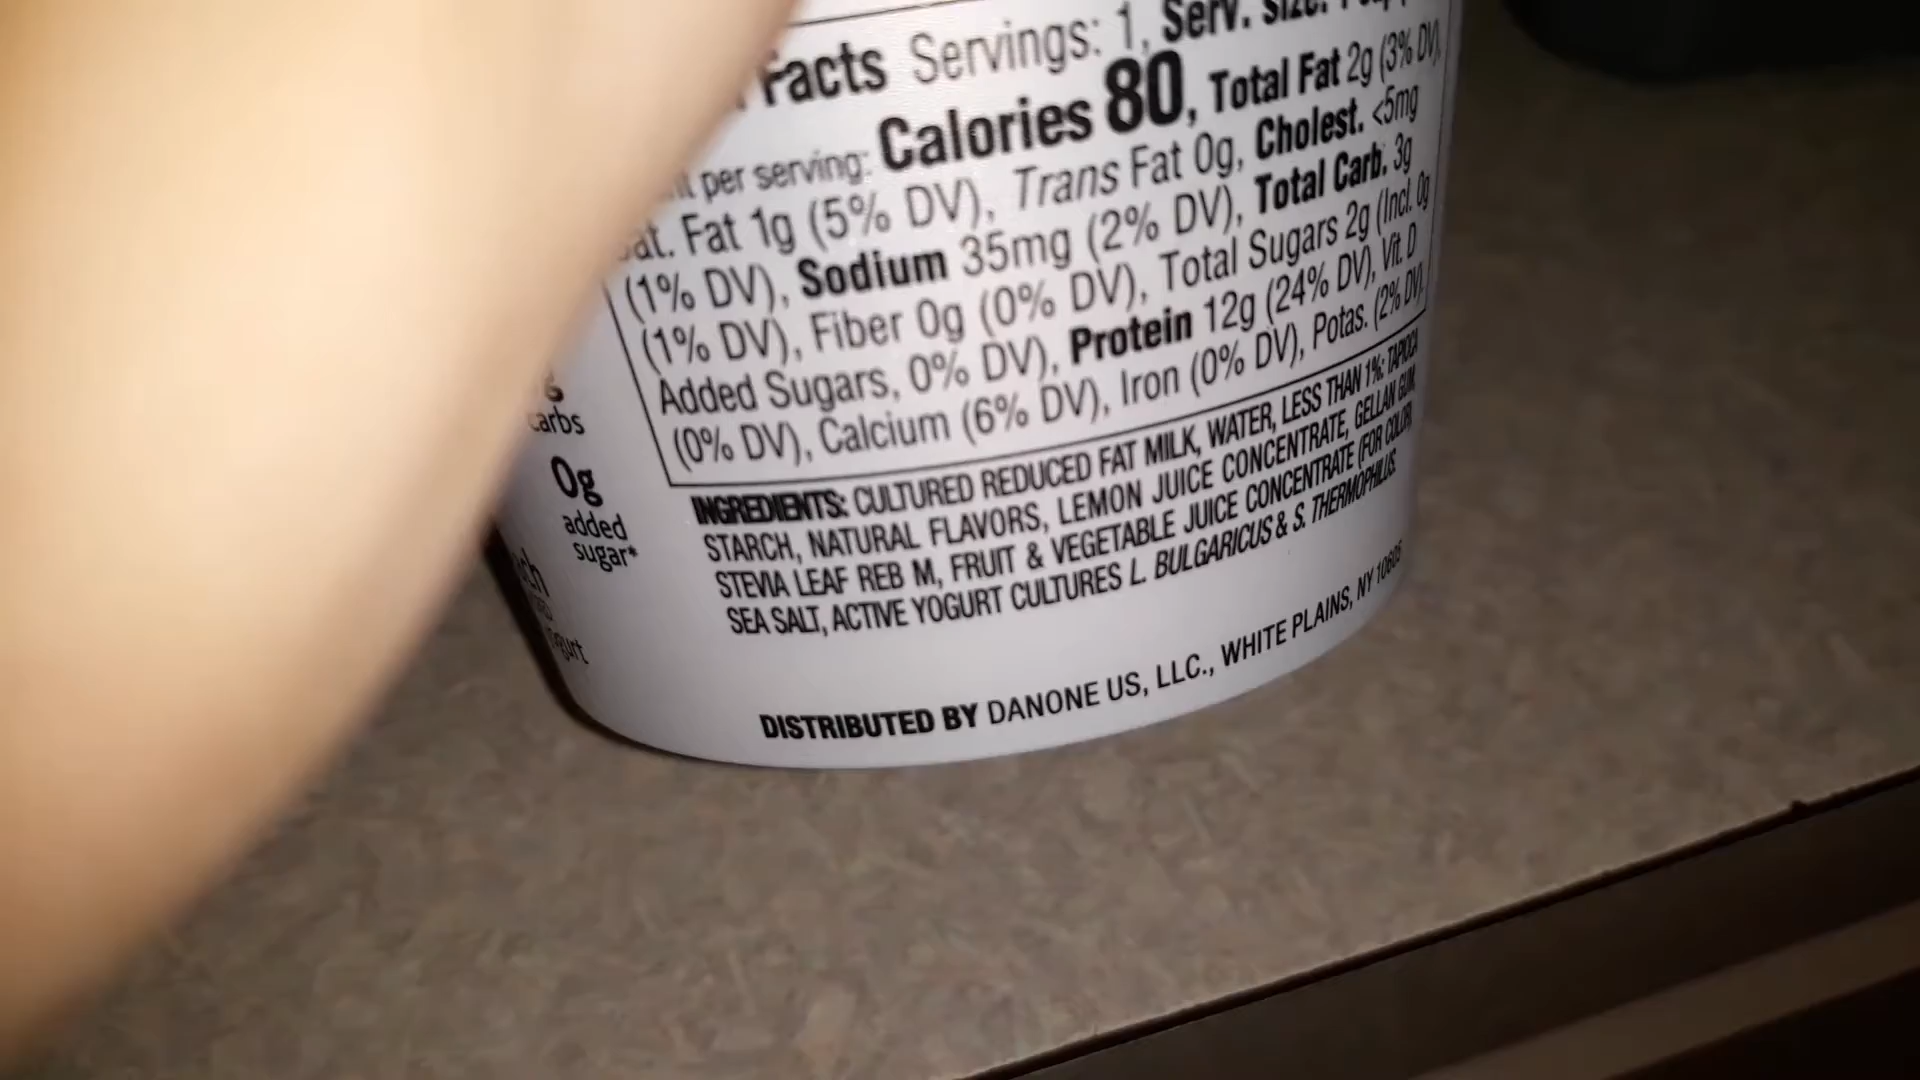 Facts Servings: 1, Serv. size:
per serving: Calories 80, Total Fat 2g (3% DV),
Fat 1g (5% DV), Trans Fat 0g, Cholest. <5mg
(1% DV), Sodium 35mg (2% DV), Total Carb. 3g
(1% DV), Fiber 0g (0% DV), Total Sugars 2g (Incl. 0g
Added Sugars, 0% DV), Protein 12g (24% DV), Vit. D
(0% DV), Calcium (6% DV), Iron (0% DV), Potas. (2% DV).
INGREDIENTS: CULTURED REDUCED FAT MILK, WATER, LESS THAN 1%: TAPIOCA
STARCH, NATURAL FLAVORS, LEMON JUICE CONCENTRATE, GELLAN GUM,
STEVIA LEAF REB M, FRUIT & VEGETABLE JUICE CONCENTRATE (FOR COLOR),
SEA SALT, ACTIVE YOGURT CULTURES L. BULGARICUS & S. THERMOPHILUS.
DISTRIBUTED BY DANONE US, LLC., WHITE PLAINS, NY
carbs
0g
added
sugar*